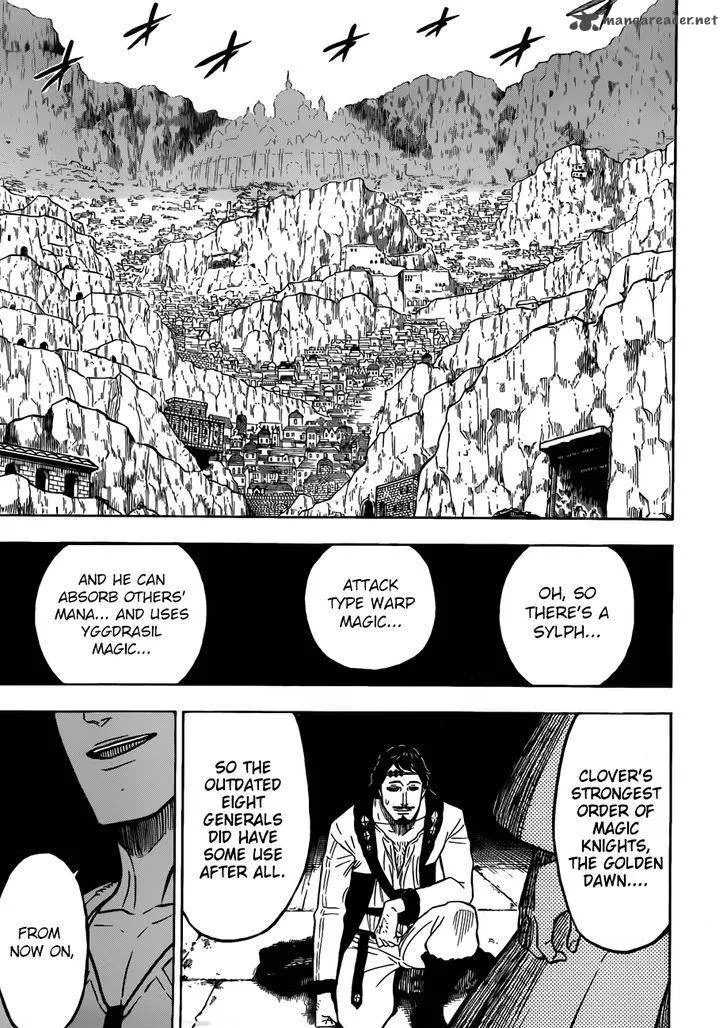 mangareader.net
OH, SO
THERE'S A
SYLPH...
ATTACK
TYPE WARP
MAGIC...
AND HE CAN
ABSORB OTHERS'
MANA... AND USES
YGGDRASIL
MAGIC...
CLOVER'S
STRONGEST
ORDER OF
MAGIC
KNIGHTS,
THE GOLDEN
DAWN....
SO THE
OUTDATED
EIGHT
GENERALS
DID HAVE
SOME USE
AFTER ALL.
FROM
NOW ON,